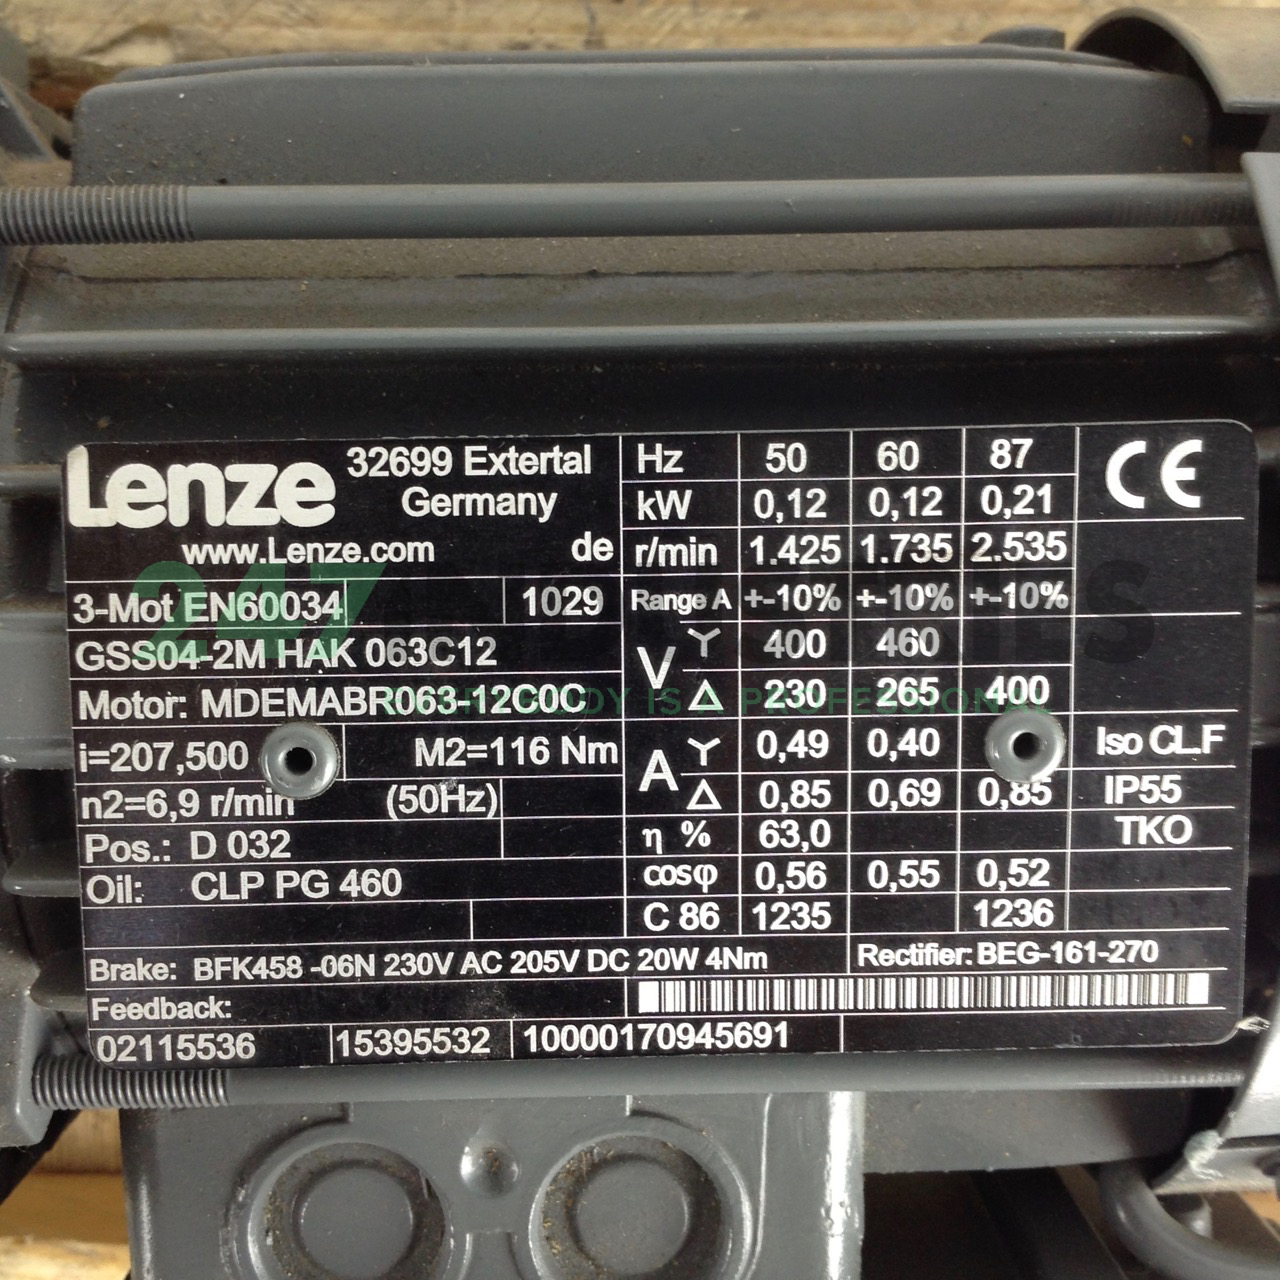 Lenze 32699 Extertal
Germany
www.Lenze.com de
3-Mot EN60034 1029
GSS04-2M HAK 063C12
Motor: MDEMABR063-12C0C
i=207,500 M2=116 Nm
n2=6,9 r/min (50Hz)
Pos.: D 032
Oil: CLP PG 460
Hz 50 60 87
kW 0,12 0,12 0,21
r/min 1.425 1.735 2.535
Range A +-10% +-10% +-10%
V Y 400 460
Δ 230 265 400
A Y 0,49 0,40
Δ 0,85 0,69 0,85
η % 63,0
cosφ 0,56 0,55 0,52
C 86 1235 1236
CE
Iso CL.F
IP55
TKO
Brake: BFK458 -06N 230V AC 205V DC 20W 4Nm Rectifier: BEG-161-270
Feedback:
02115536 15395532 10000170945691
247
EVERYBODY IS A PROFESSIONAL